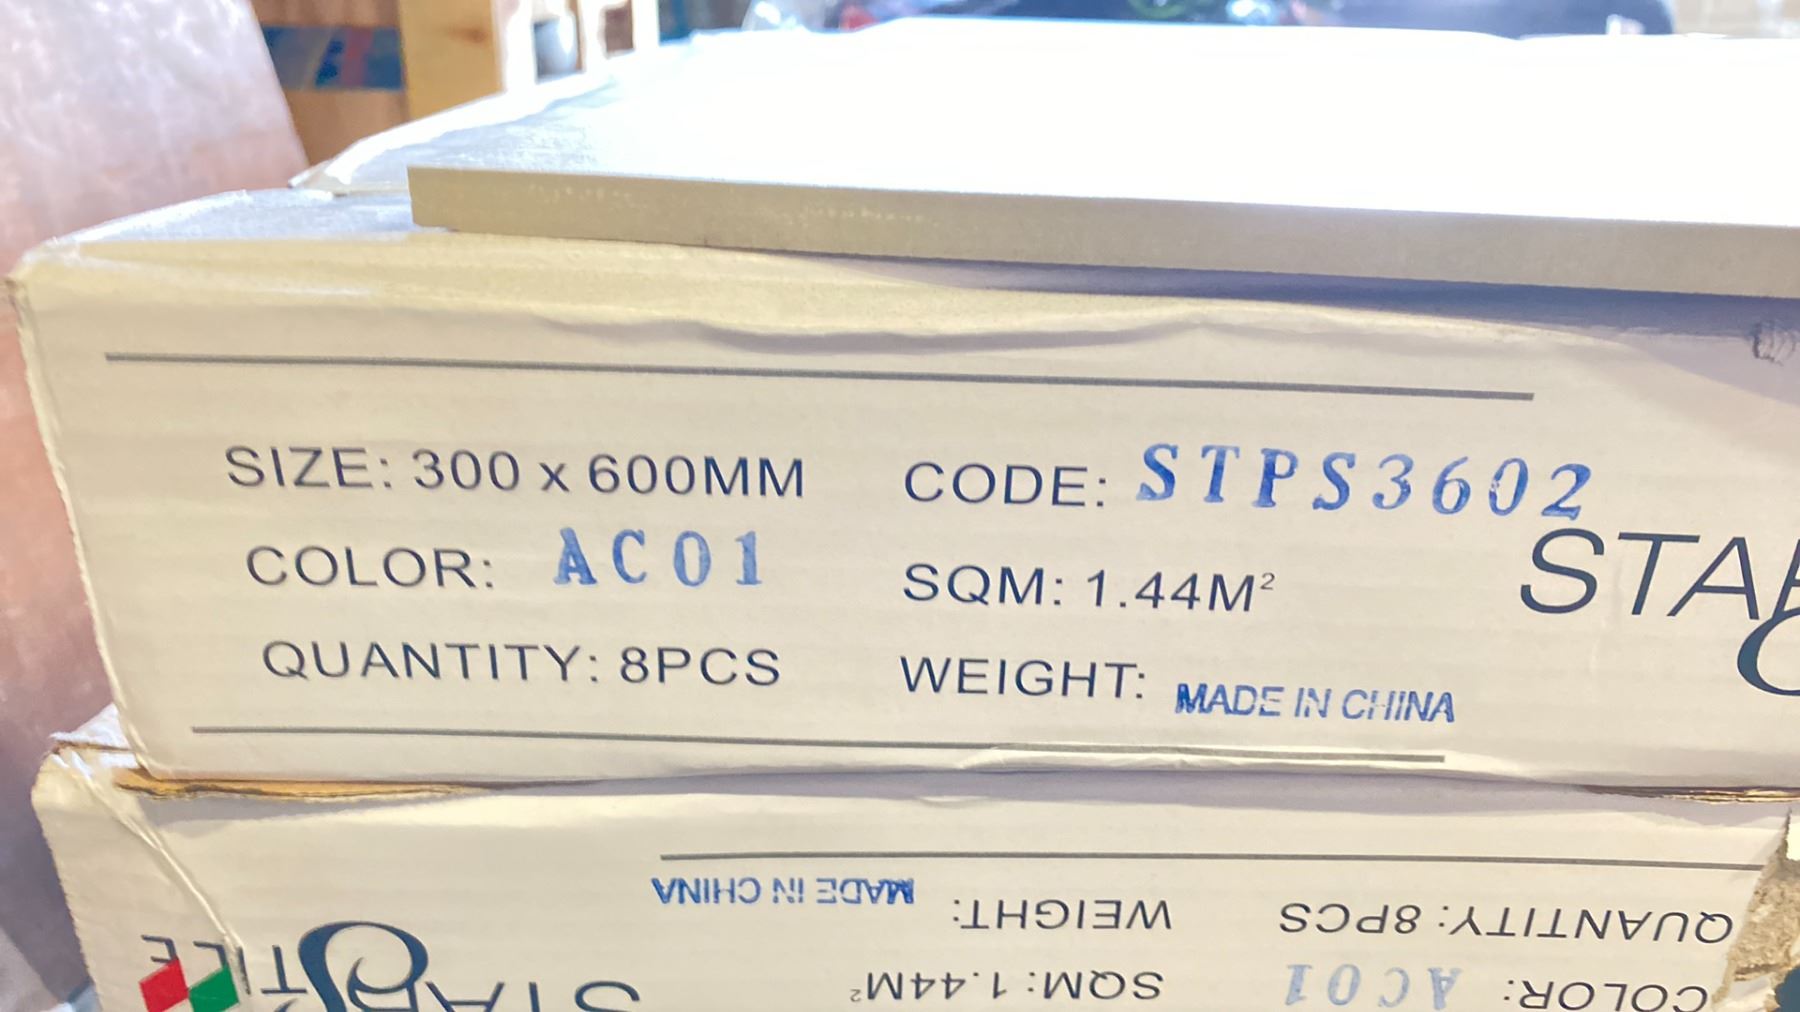 SIZE: 300 x 600MM
CODE: STPS3602
COLOR: AC01
SQM: 1.44M²
QUANTITY: 8PCS
WEIGHT: MADE IN CHINA
QUANTITY: 8PCS
WEIGHT: MADE IN CHINA
COLOR: AC01
SQM: 1.44M²